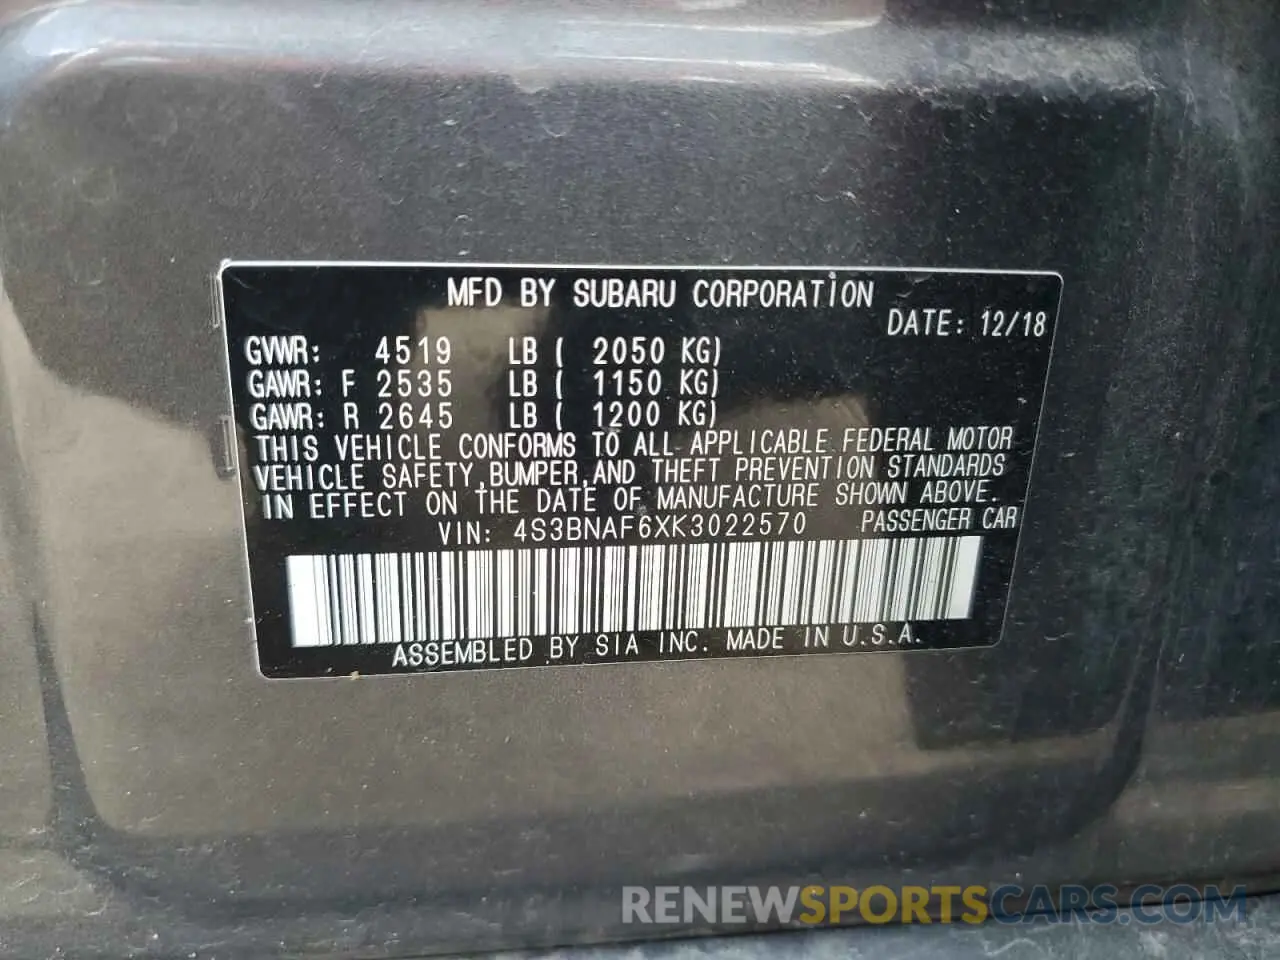 MFD BY SUBARU CORPORATION
DATE: 12/18
GVWR: 4519 LB ( 2050 KG)
GAWR: F 2535 LB ( 1150 KG)
GAWR: R 2645 LB ( 1200 KG)
THIS VEHICLE CONFORMS TO ALL APPLICABLE FEDERAL MOTOR
VEHICLE SAFETY,BUMPER,AND THEFT PREVENTION STANDARDS
IN EFFECT ON THE DATE OF MANUFACTURE SHOWN ABOVE.
VIN: 4S3BNAF6XK3022570 PASSENGER CAR
ASSEMBLED BY SIA INC. MADE IN U.S.A.
RENEWSPORTSCARS.COM